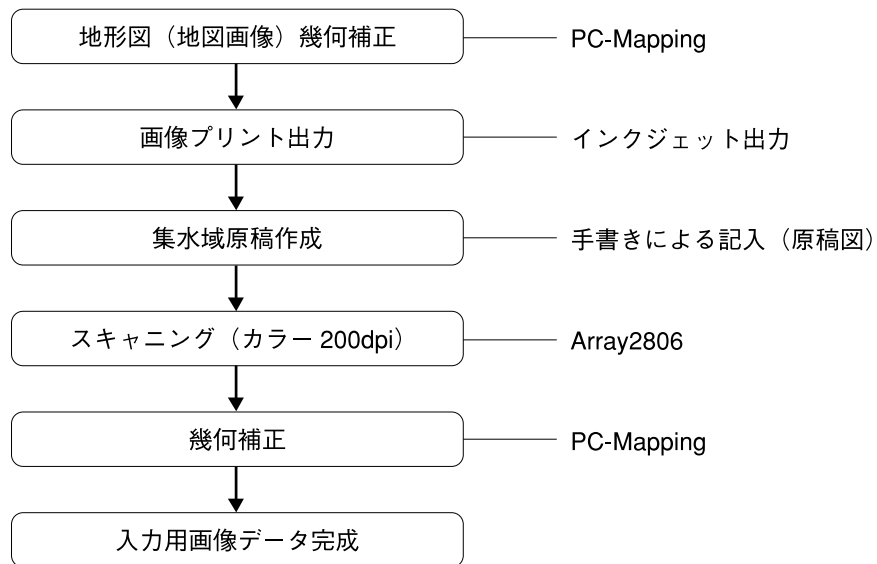 地形図（地図画像）幾何補正
PC-Mapping
画像プリント出力
インクジェット出力
集水域原稿作成
手書きによる記入（原稿図）
スキャニング（カラー 200dpi）
Array2806
幾何補正
PC-Mapping
入力用画像データ完成